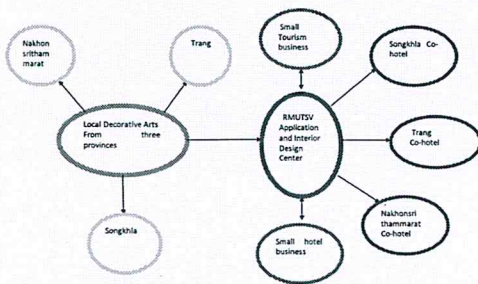 Nakhon
sritham
marat
Trang
Local Decorative Arts
From three
provinces
Songkhla
Small
Tourism
business
RMUTSV
Application
and Interior
Design
Center
Small hotel
business
Songkhla Co-
hotel
Trang
Co-hotel
Nakhonsri
thammarat
Co-hotel